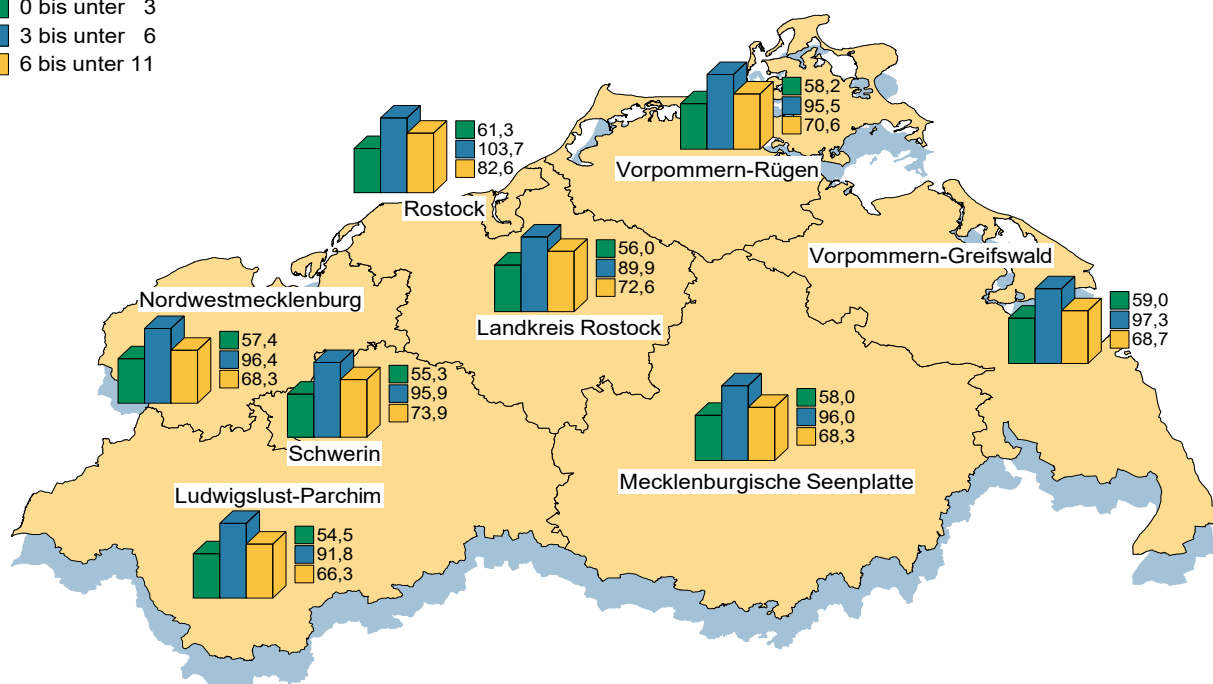 0 bis unter 3
3 bis unter 6
6 bis unter 11
58,2
95,5
70,6
Vorpommern-Rügen
61,3
103,7
82,6
Rostock
56,0
89,9
72,6
Landkreis Rostock
Vorpommern-Greifswald
59,0
97,3
68,7
Nordwestmecklenburg
57,4
96,4
68,3
55,3
95,9
73,9
Schwerin
58,0
96,0
68,3
Mecklenburgische Seenplatte
Ludwigslust-Parchim
54,5
91,8
66,3